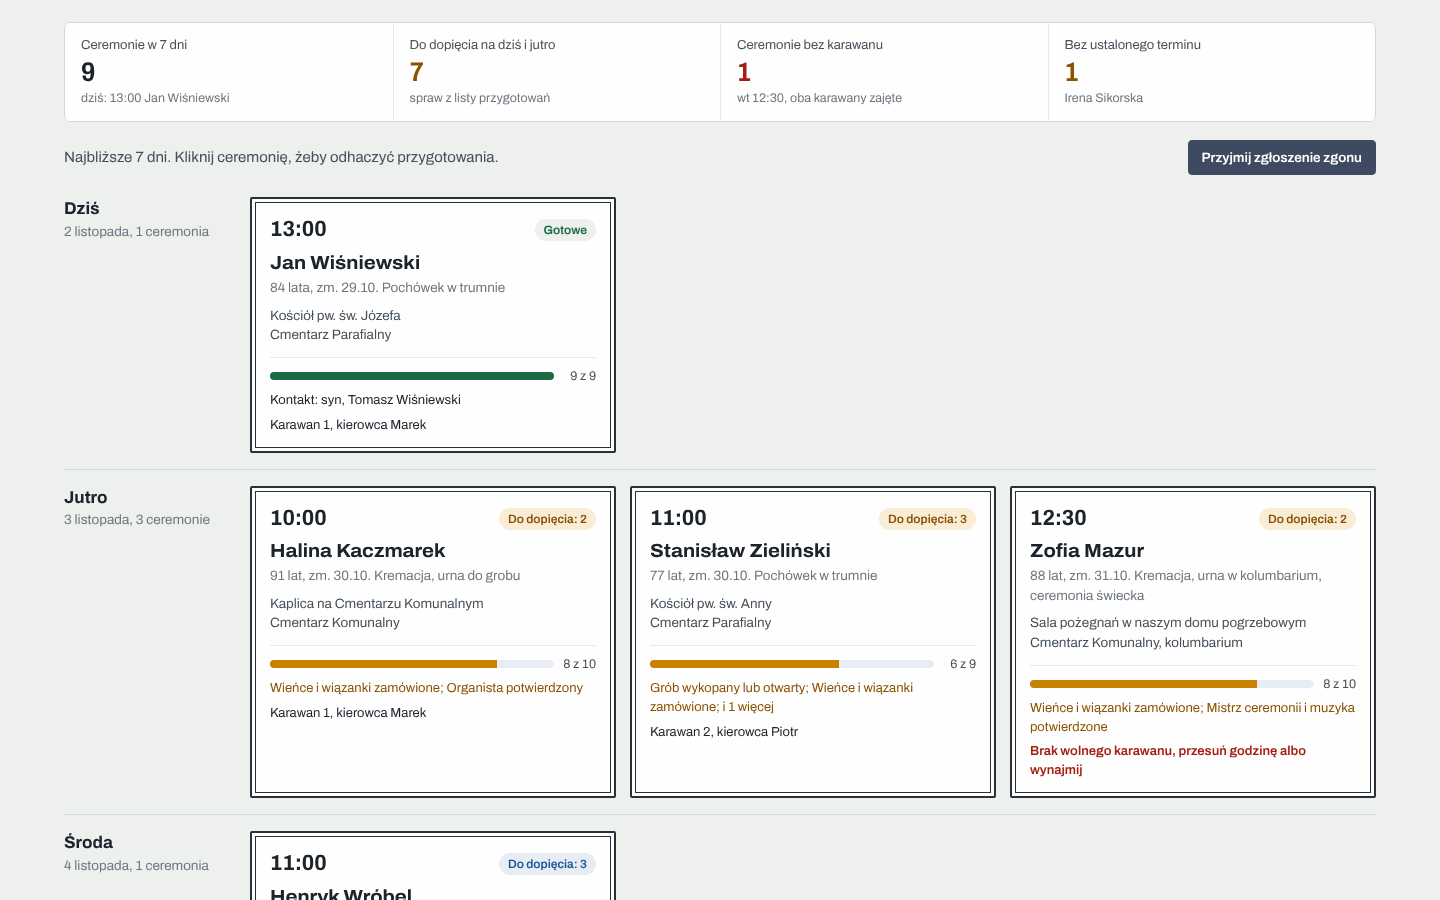 Ceremonie w 7 dni
9
dziś: 13:00 Jan Wiśniewski
Do dopięcia na dziś i jutro
7
spraw z listy przygotowań
Ceremonie bez karawanu
1
wt 12:30, oba karawany zajęte
Bez ustalonego terminu
1
Irena Sikorska
Najbliższe 7 dni. Kliknij ceremonię, żeby odhaczyć przygotowania.
Przyjmij zgłoszenie zgonu
Dziś
2 listopada, 1 ceremonia
13:00
Gotowe
Jan Wiśniewski
84 lata, zm. 29.10. Pochówek w trumnie
Kościół pw. św. Józefa
Cmentarz Parafialny
9 z 9
Kontakt: syn, Tomasz Wiśniewski
Karawan 1, kierowca Marek
Jutro
3 listopada, 3 ceremonie
10:00
Do dopięcia: 2
Halina Kaczmarek
91 lat, zm. 30.10. Kremacja, urna do grobu
Kaplica na Cmentarzu Komunalnym
Cmentarz Komunalny
8 z 10
Wieńce i wiązanki zamówione; Organista potwierdzony
Karawan 1, kierowca Marek
11:00
Do dopięcia: 3
Stanisław Zieliński
77 lat, zm. 30.10. Pochówek w trumnie
Kościół pw. św. Anny
Cmentarz Parafialny
6 z 9
Grób wykopany lub otwarty; Wieńce i wiązanki
zamówione; i 1 więcej
Karawan 2, kierowca Piotr
12:30
Do dopięcia: 2
Zofia Mazur
88 lat, zm. 31.10. Kremacja, urna w kolumbarium,
ceremonia świecka
Sala pożegnań w naszym domu pogrzebowym
Cmentarz Komunalny, kolumbarium
8 z 10
Wieńce i wiązanki zamówione; Mistrz ceremonii i muzyka
potwierdzone
Brak wolnego karawanu, przesuń godzinę albo
wynajmij
Środa
4 listopada, 1 ceremonia
11:00
Do dopięcia: 3
Henryk Wróbel